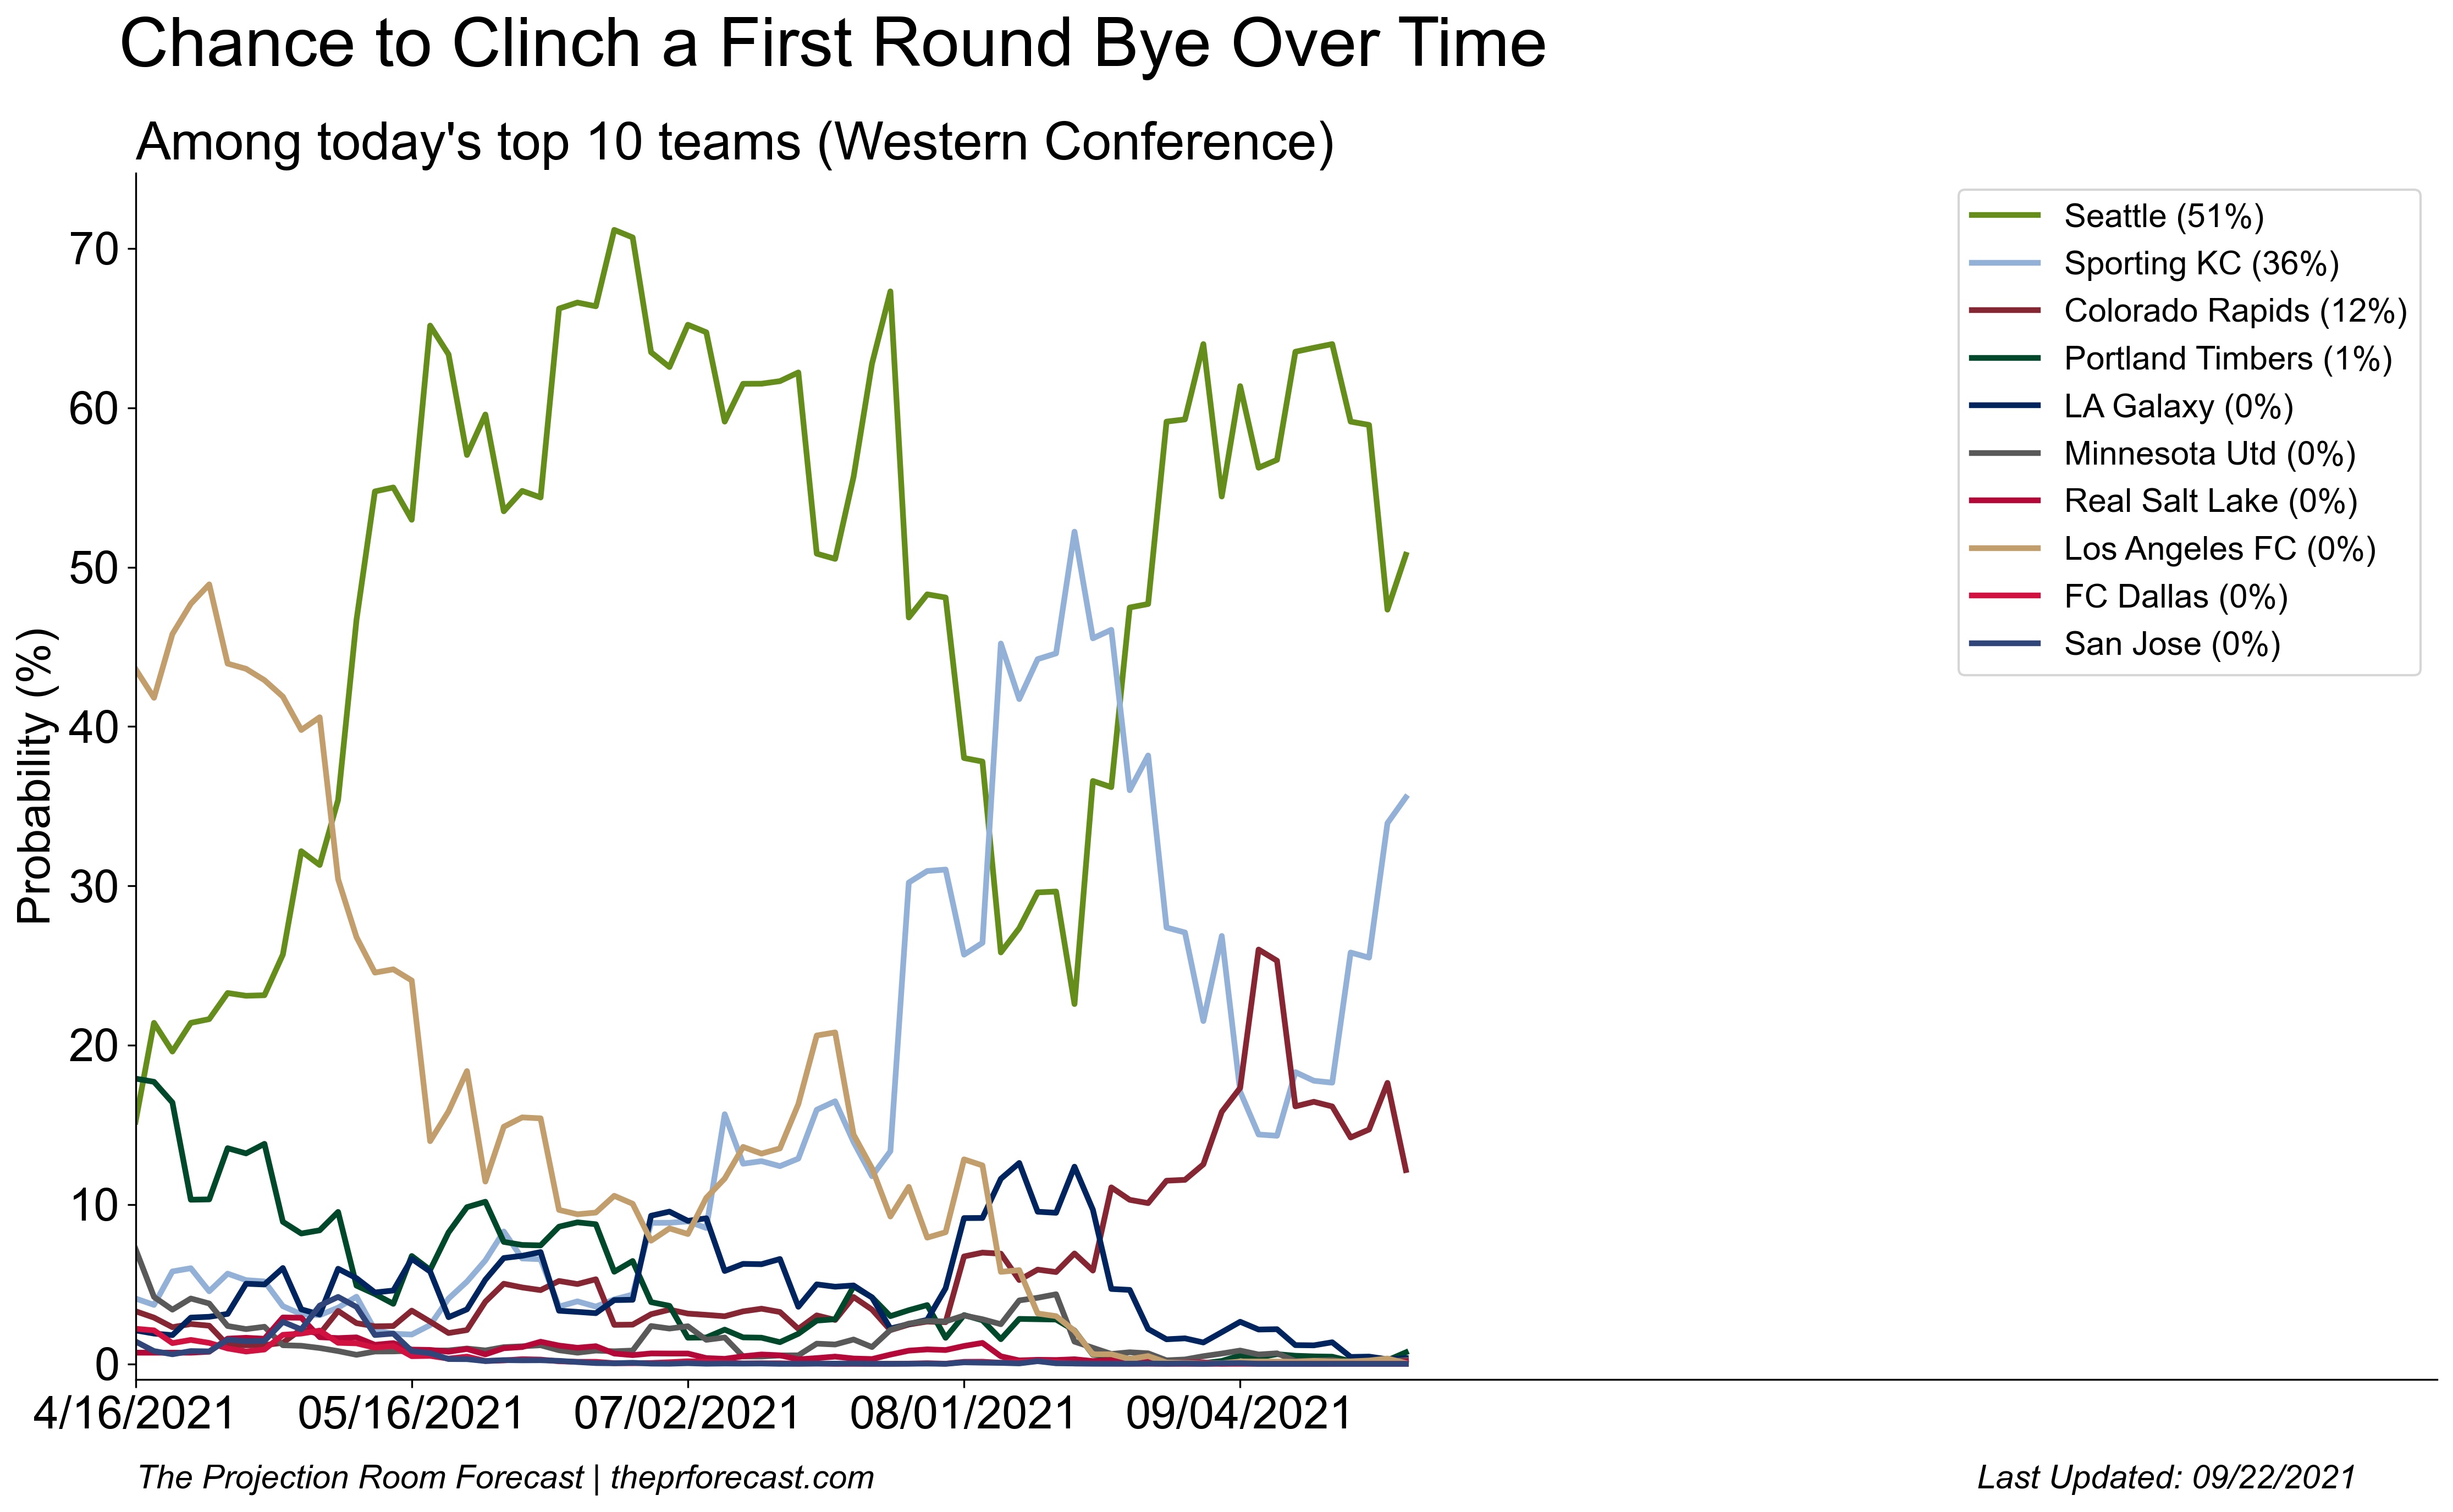 Chance to Clinch a First Round Bye Over Time
Among today's top 10 teams (Western Conference)
Probability (%)
70
60
50
40
30
20
10
0
4/16/2021
05/16/2021
07/02/2021
08/01/2021
09/04/2021
Seattle (51%)
Sporting KC (36%)
Colorado Rapids (12%)
Portland Timbers (1%)
LA Galaxy (0%)
Minnesota Utd (0%)
Real Salt Lake (0%)
Los Angeles FC (0%)
FC Dallas (0%)
San Jose (0%)
The Projection Room Forecast | theprforecast.com
Last Updated: 09/22/2021